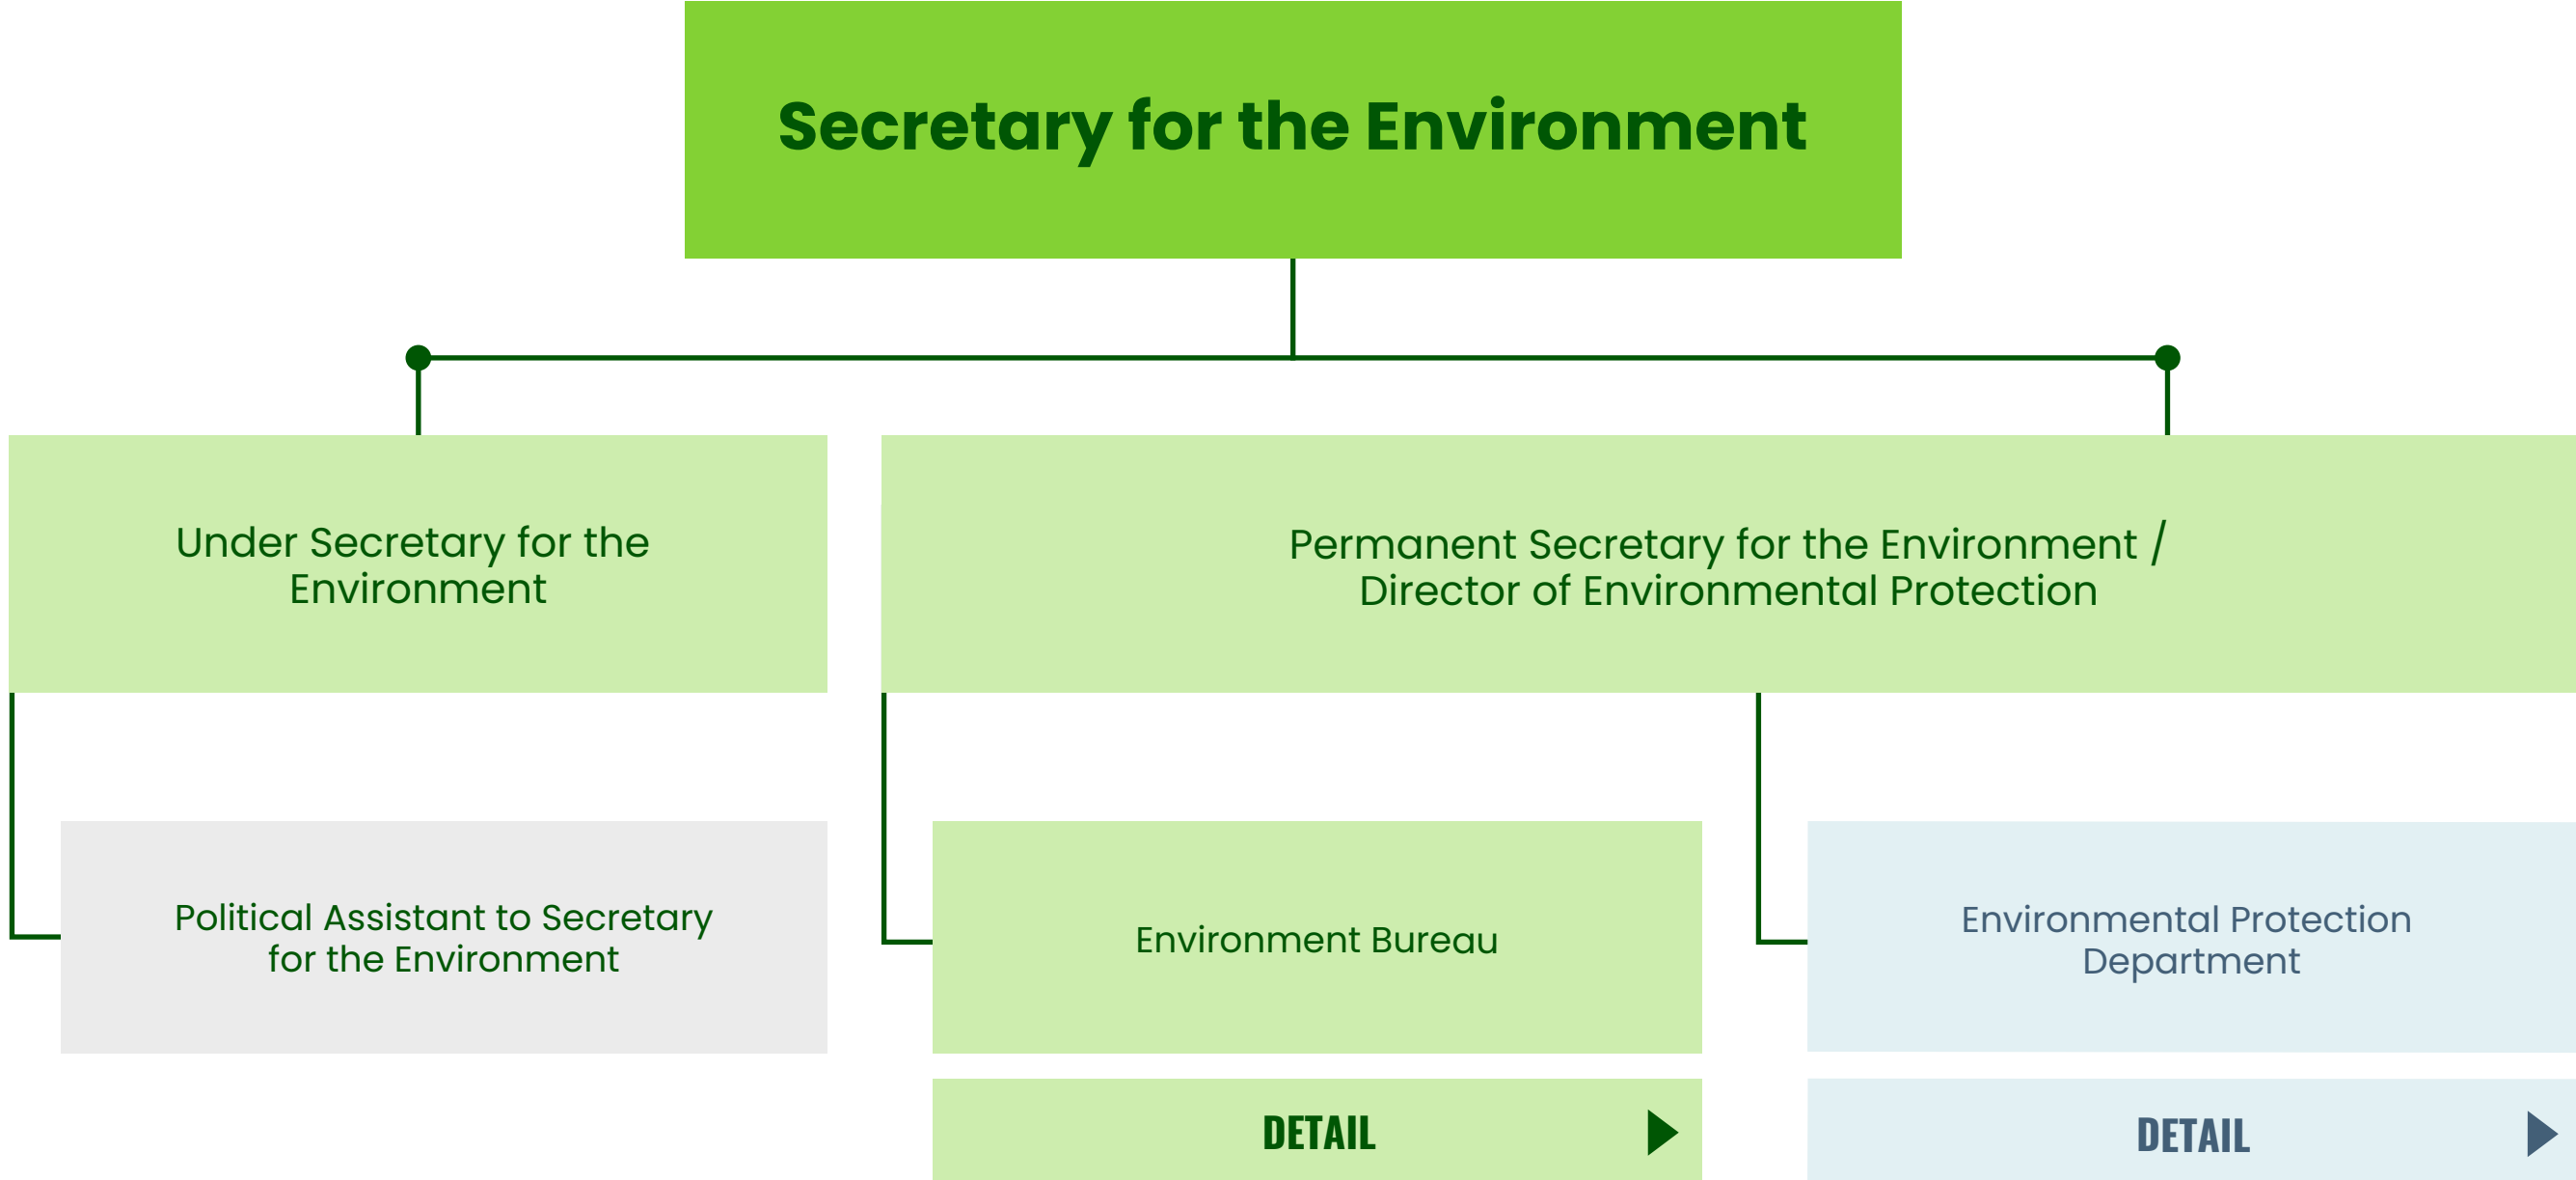 Secretary for the Environment
Under Secretary for the
Environment
Permanent Secretary for the Environment /
Director of Environmental Protection
Political Assistant to Secretary
for the Environment
Environment Bureau
Environmental Protection
Department
DETAIL
DETAIL